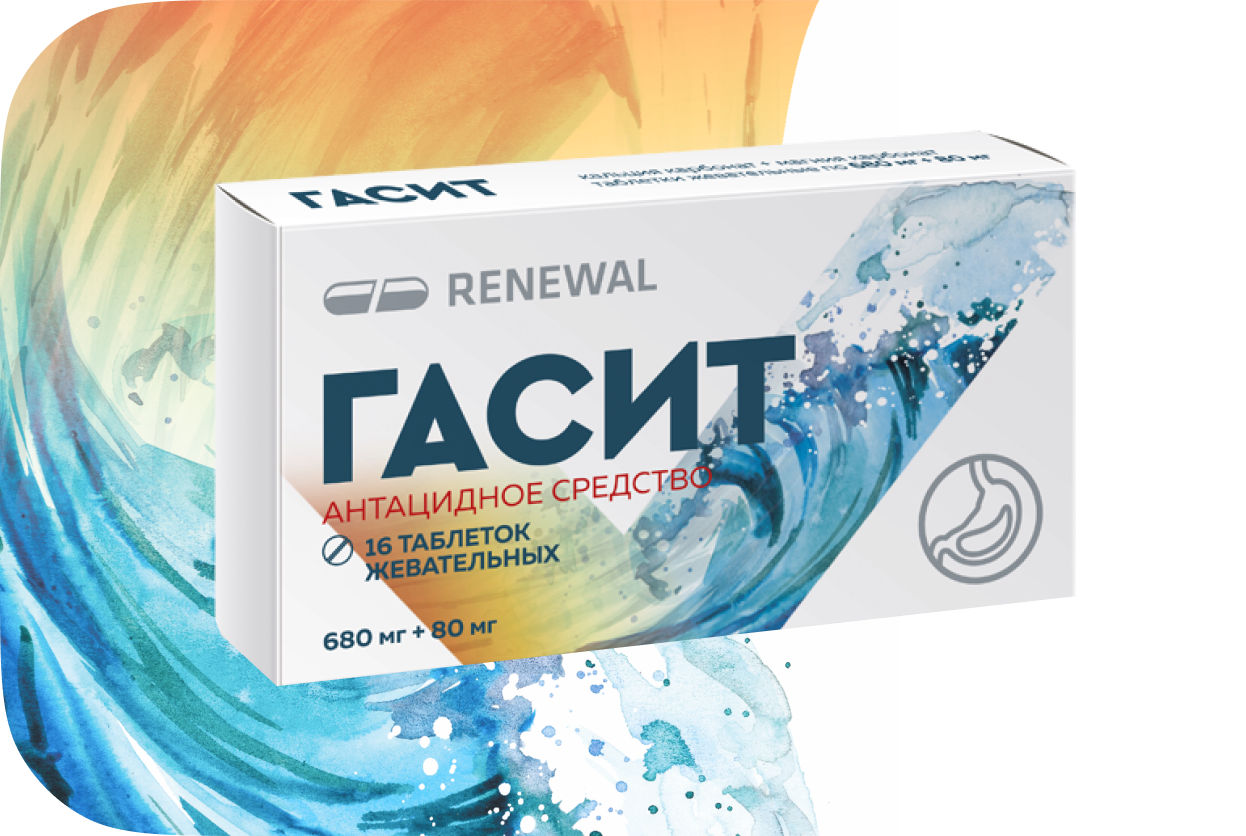 ГАСИТ
кальция карбонат + магния карбонат
таблетки жевательные по 680 мг + 80 мг
RENEWAL
ГАСИТ
АНТАЦИДНОЕ СРЕДСТВО
16 ТАБЛЕТОК
ЖЕВАТЕЛЬНЫХ
680 мг + 80 мг